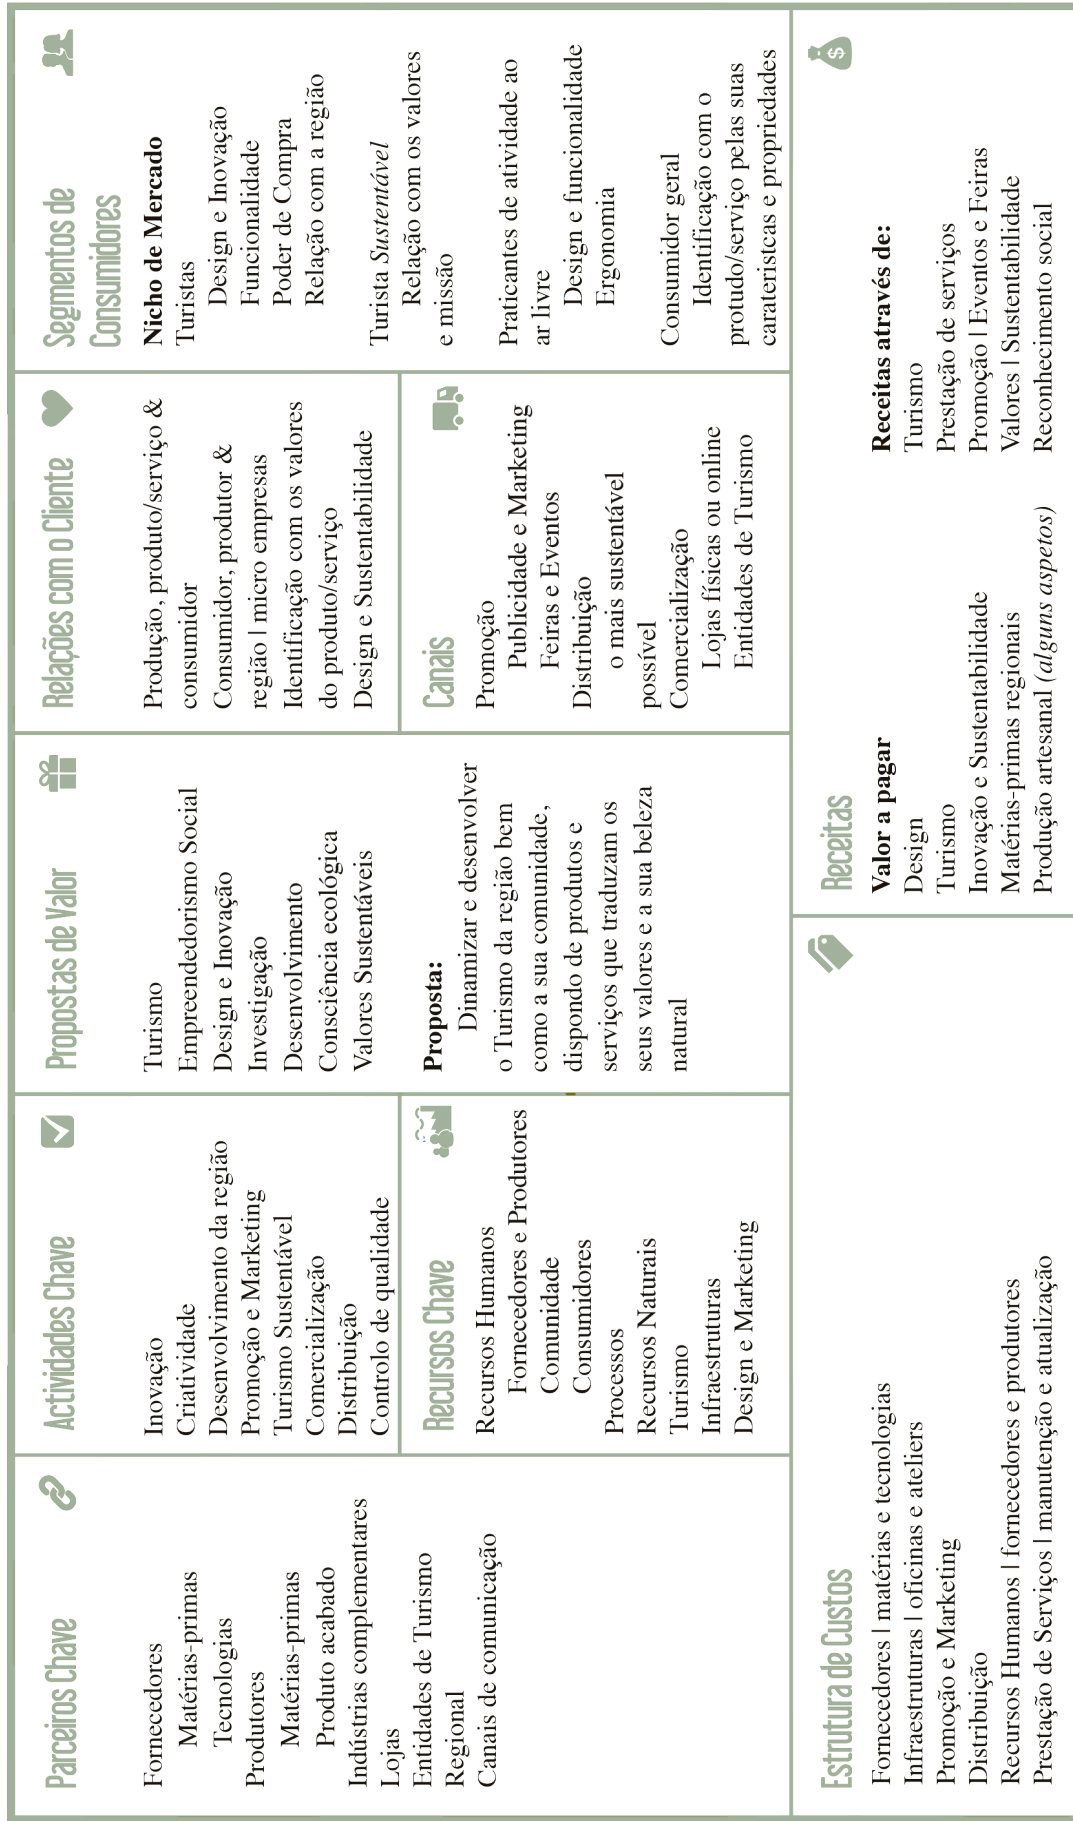 Parceiros Chave
Fornecedores
Matérias-primas
Tecnologias
Produtores
Matérias-primas
Produto acabado
Indústrias complementares
Lojas
Entidades de Turismo
Regional
Canais de comunicação
Actividades Chave
Inovação
Criatividade
Desenvolvimento da região
Promoção e Marketing
Turismo Sustentável
Comercialização
Distribuição
Controlo de qualidade
Recursos Chave
Recursos Humanos
Fornecedores e Produtores
Comunidade
Consumidores
Processos
Recursos Naturais
Turismo
Infraestruturas
Design e Marketing
Propostas de Valor
Turismo
Empreendedorismo Social
Design e Inovação
Investigação
Desenvolvimento
Consciência ecológica
Valores Sustentáveis
Proposta:
Dinamizar e desenvolver
o Turismo da região bem
como a sua comunidade,
dispondo de produtos e
serviços que traduzam os
seus valores e a sua beleza
natural
Relações com o Cliente
Produção, produto/serviço &
consumidor
Consumidor, produtor &
região | micro empresas
Identificação com os valores
do produto/serviço
Design e Sustentabilidade
Canais
Promoção
Publicidade e Marketing
Feiras e Eventos
Distribuição
o mais sustentável
possível
Comercialização
Lojas físicas ou online
Entidades de Turismo
Segmentos de
Consumidores
Nicho de Mercado
Turistas
Design e Inovação
Funcionalidade
Poder de Compra
Relação com a região
Turista Sustentável
Relação com os valores
e missão
Praticantes de atividade ao
ar livre
Design e funcionalidade
Ergonomia
Consumidor geral
Identificação com o
protudo/serviço pelas suas
caraterísticas e propriedades
Estrutura de Custos
Fornecedores | matérias e tecnologias
Infraestruturas | oficinas e ateliers
Promoção e Marketing
Distribuição
Recursos Humanos | fornecedores e produtores
Prestação de Serviços | manutenção e atualização
Receitas
Valor a pagar
Design
Turismo
Inovação e Sustentabilidade
Matérias-primas regionais
Produção artesanal (alguns aspetos)
Receitas através de:
Turismo
Prestação de serviços
Promoção | Eventos e Feiras
Valores | Sustentabilidade
Reconhecimento social
$